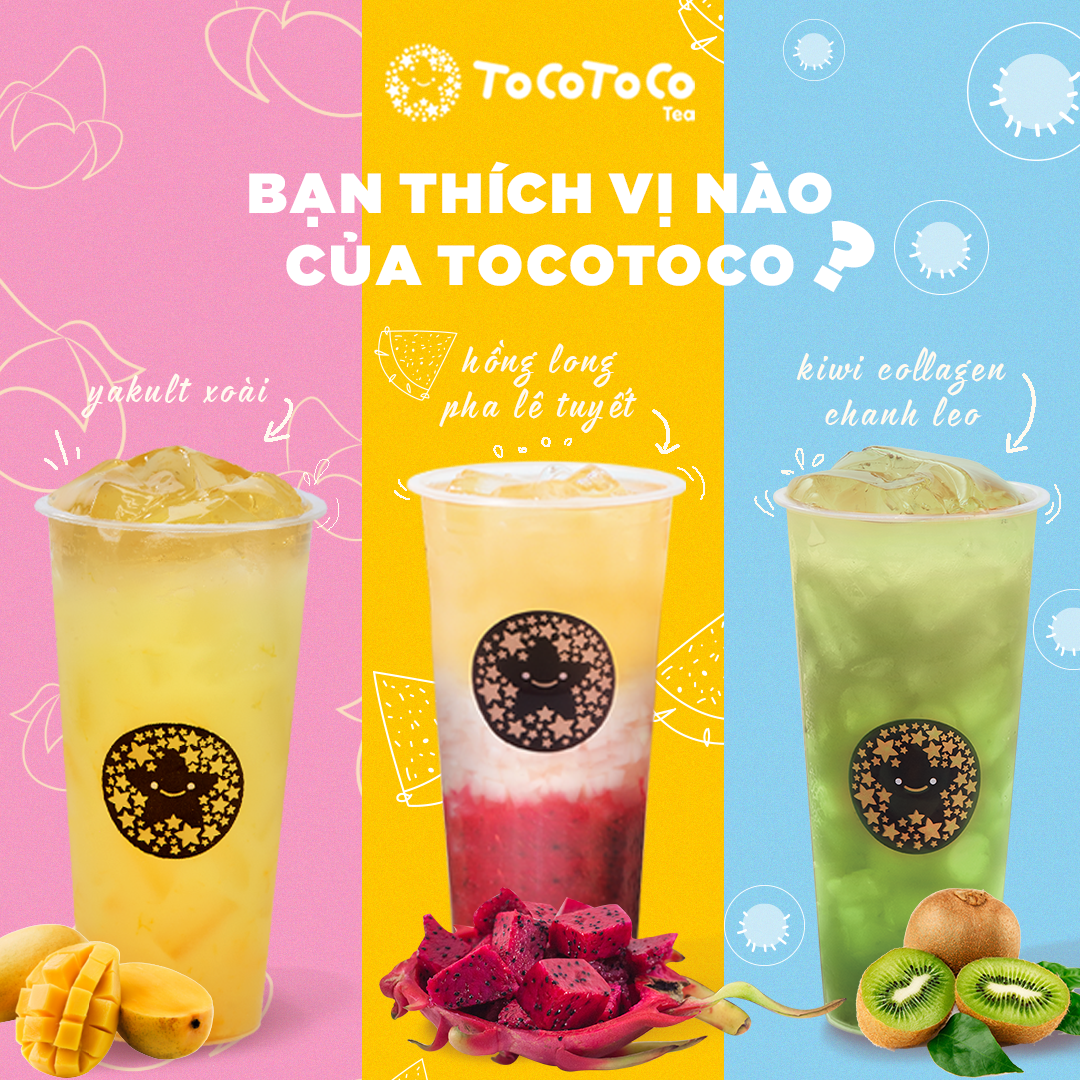 ToCoToCo
Tea
BẠN THÍCH VỊ NÀO
CỦA TOCOTOCO ?
yakult xoài
hồng long
pha lê tuyết
kiwi collagen
chanh leo